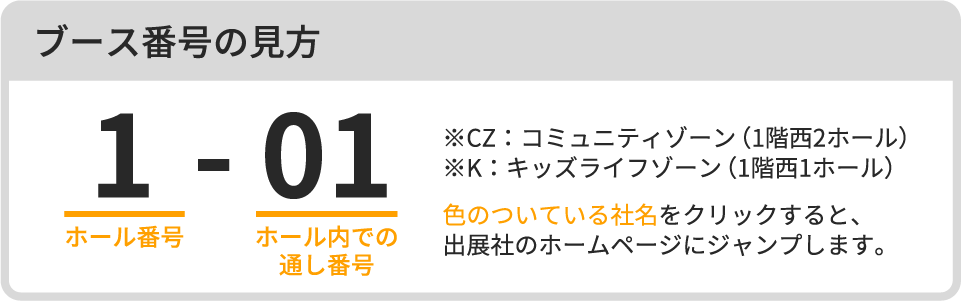 ブース番号の見方
1 - 01
ホール番号
ホール内での
通し番号
※CZ：コミュニティゾーン（1階西2ホール）
※K：キッズライフゾーン（1階西1ホール）
色のついている社名をクリックすると、
出展社のホームページにジャンプします。